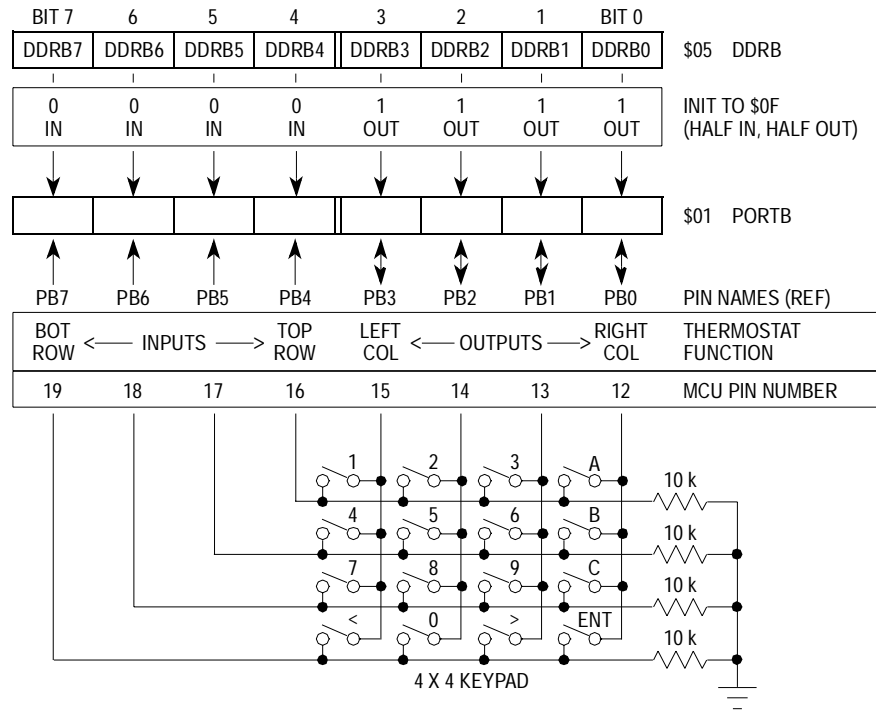 BIT 7 6 5 4 3 2 1 BIT 0
DDRB7 DDRB6 DDRB5 DDRB4 DDRB3 DDRB2 DDRB1 DDRB0 $05 DDRB
0 0 0 0 1 1 1 1 INIT TO $0F
IN IN IN IN OUT OUT OUT OUT (HALF IN, HALF OUT)
$01 PORTB
PB7 PB6 PB5 PB4 PB3 PB2 PB1 PB0 PIN NAMES (REF)
BOT ROW <— INPUTS —> TOP ROW LEFT COL <— OUTPUTS —> RIGHT COL THERMOSTAT FUNCTION
19 18 17 16 15 14 13 12 MCU PIN NUMBER
1 2 3 A
10 k
4 5 6 B
10 k
7 8 9 C
10 k
< 0 > ENT
10 k
4 X 4 KEYPAD